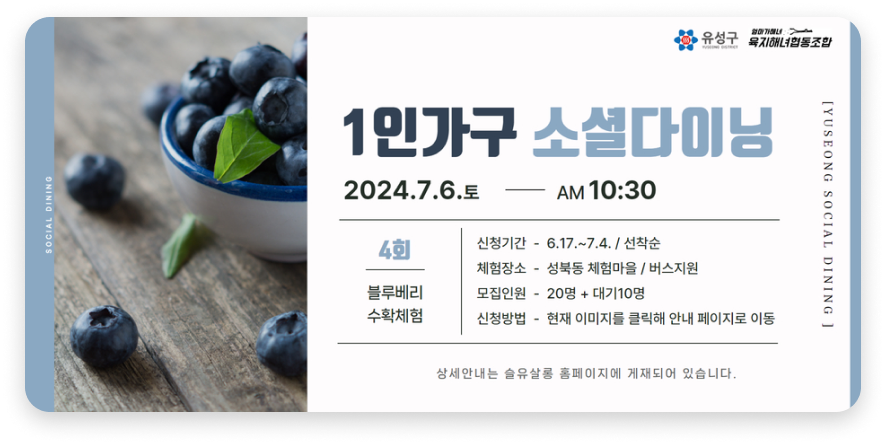 유성구
YUSEONG DISTRICT
엄마가해녀
육지해녀협동조합
1인가구 소셜다이닝
2024.7.6.토 — AM 10:30
4회
블루베리
수확체험
신청기간 - 6.17.~7.4. / 선착순
체험장소 - 성북동 체험마을 / 버스지원
모집인원 - 20명 + 대기10명
신청방법 - 현재 이미지를 클릭해 안내 페이지로 이동
상세안내는 슬유살롱 홈페이지에 게재되어 있습니다.
SOCIAL DINING
[YUSEONG SOCIAL DINING ]